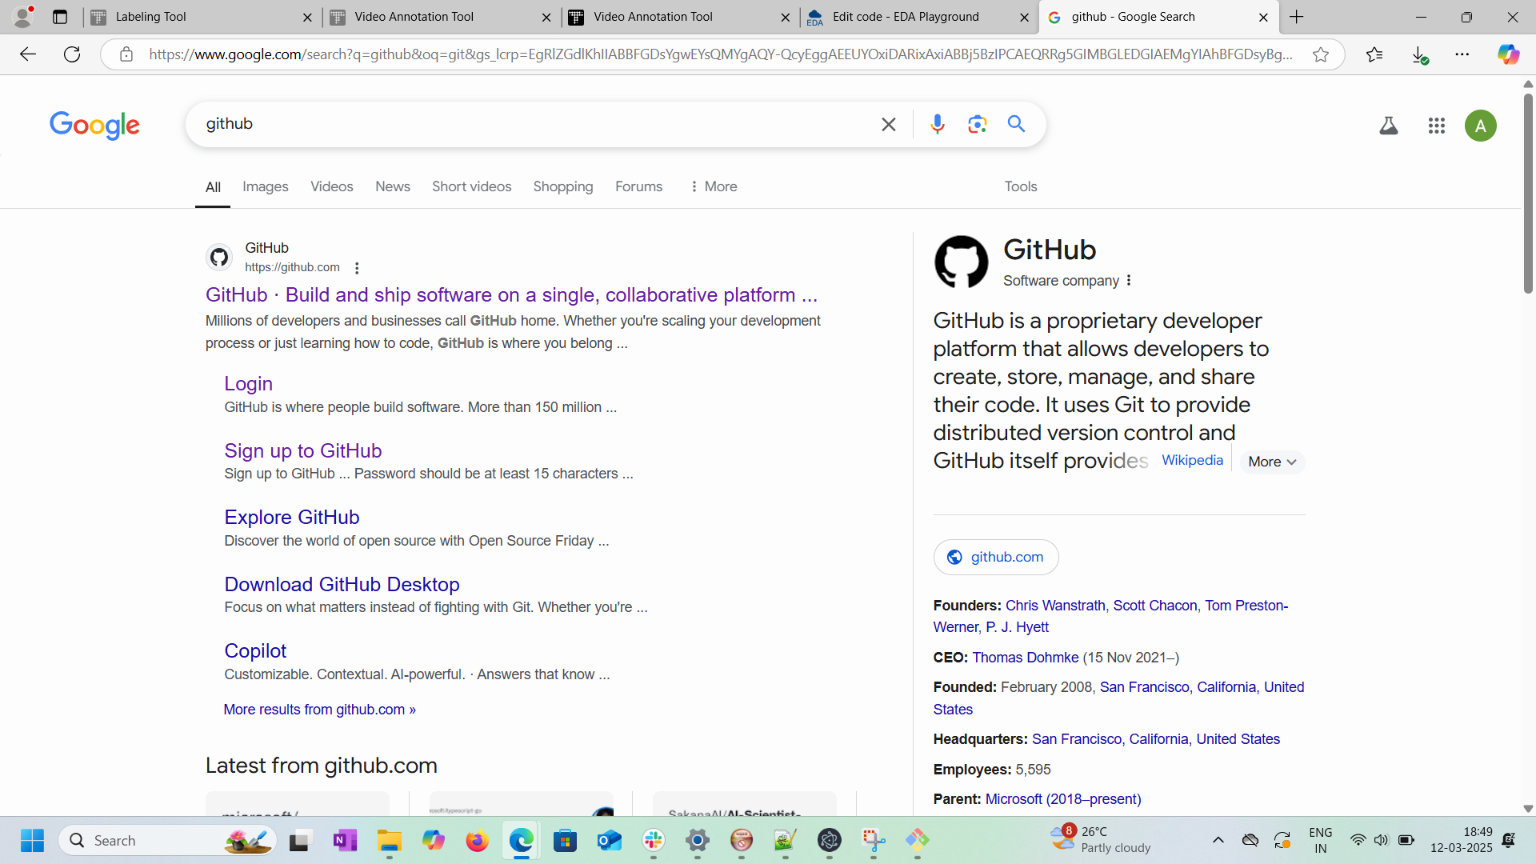 Labeling Tool
Video Annotation Tool
Video Annotation Tool
EDA
Edit code - EDA Playground
github - Google Search
https://www.google.com/search?q=github&oq=git&gs_lcrp=EgRlZGdlKhIIABBFGDsYgwEYsQMYgAQY-QcyEggAEEUYOxiDARixAxiABBj5BzIPCAEQRRg5GIMBGLEDGIAEMgYIAhBFGDsyBg...
Google
github
A
All
Images
Videos
News
Short videos
Shopping
Forums
More
Tools
GitHub
https://github.com
GitHub · Build and ship software on a single, collaborative platform ...
Millions of developers and businesses call GitHub home. Whether you're scaling your development
process or just learning how to code, GitHub is where you belong ...
Login
GitHub is where people build software. More than 150 million ...
Sign up to GitHub
Sign up to GitHub ... Password should be at least 15 characters ...
Explore GitHub
Discover the world of open source with Open Source Friday ...
Download GitHub Desktop
Focus on what matters instead of fighting with Git. Whether you're ...
Copilot
Customizable. Contextual. AI-powered. · Answers that know ...
More results from github.com »
Latest from github.com
microsoft/
SakanaAI/AI-Scientist-
GitHub
Software company
GitHub is a proprietary developer
platform that allows developers to
create, store, manage, and share
their code. It uses Git to provide
distributed version control and
GitHub itself provides Wikipedia More
github.com
Founders: Chris Wanstrath, Scott Chacon, Tom Preston-
Werner, P. J. Hyett
CEO: Thomas Dohmke (15 Nov 2021–)
Founded: February 2008, San Francisco, California, United
States
Headquarters: San Francisco, California, United States
Employees: 5,595
Parent: Microsoft (2018–present)
Search
8
26°C
Partly cloudy
ENG
IN
18:49
12-03-2025